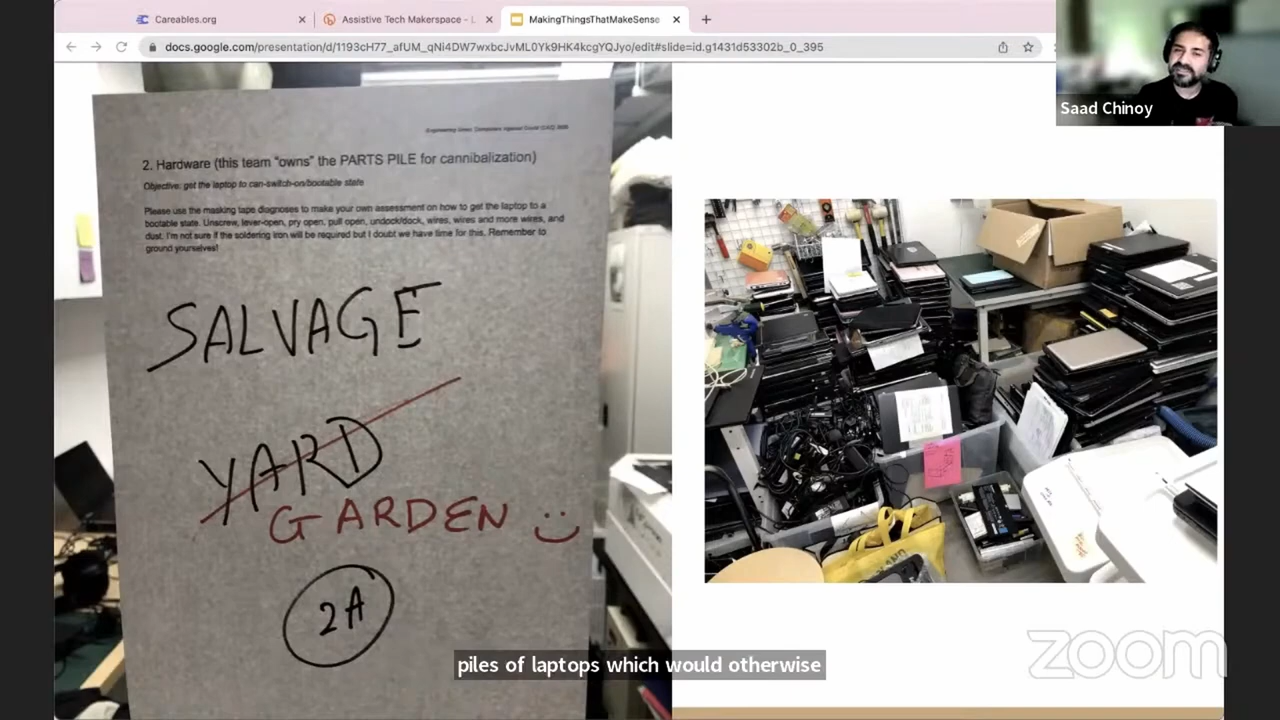 Careables.org
Assistive Tech Makerspace - L
MakingThingsThatMakeSense
docs.google.com/presentation/d/1193cH77_afUM_qNi4DW7wxbcJvML0Yk9HK4kcgYQJyo/edit#slide=id.g1431d53302b_0_395
Saad Chinoy
2. Hardware (this team "owns" the PARTS PILE for cannibalization)
Objective: get the laptop to can-switch-on/bootable state
Please use the masking tape diagnoses to make your own assessment on how to get the laptop to a
bootable state. Unscrew, lever-open, pry open, pull open, undock/dock, wires, wires and more wires, and
dust. I'm not sure if the soldering iron will be required but I doubt we have time for this. Remember to
ground yourselves!
SALVAGE
YARD
GARDEN
2A
piles of laptops which would otherwise
zoom